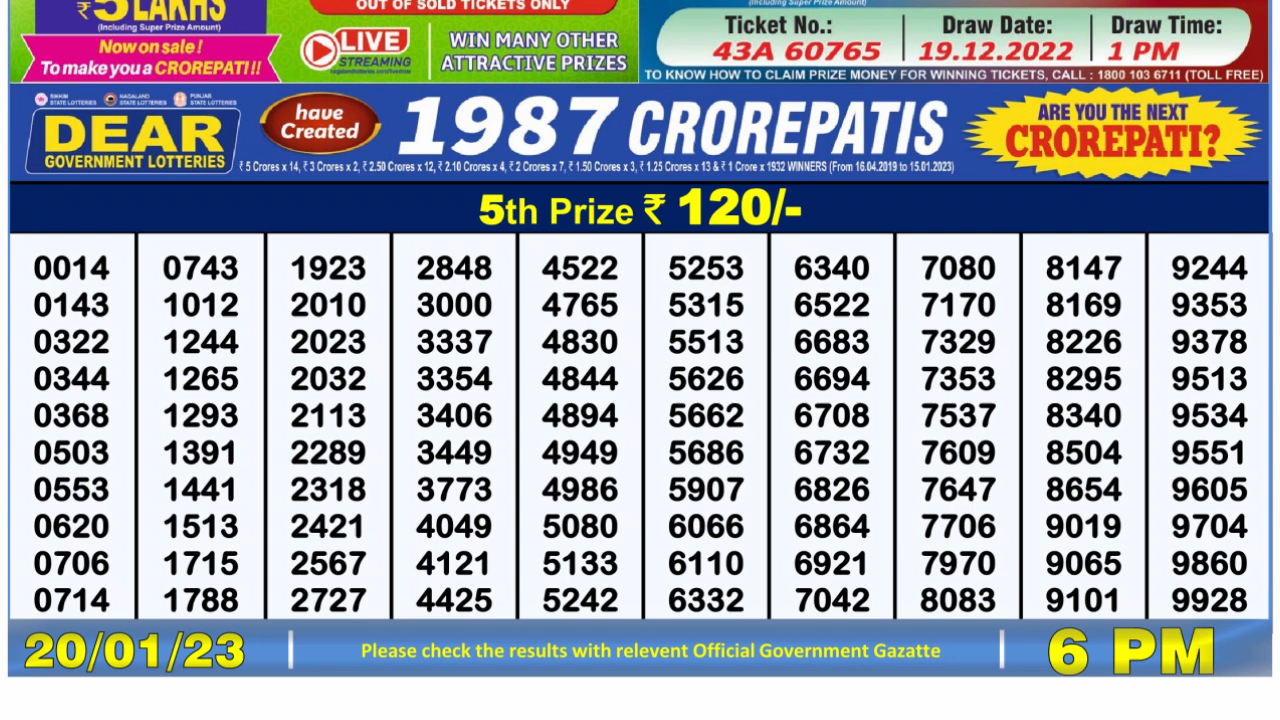 ₹5 LAKHS
(Including Super Prize Amount)
Now on sale!
To make you a CROREPATI!!
OUT OF SOLD TICKETS ONLY
LIVE
STREAMING
WIN MANY OTHER
ATTRACTIVE PRIZES
(Including Super Prize Amount)
Ticket No.: Draw Date: Draw Time:
43A 60765 19.12.2022 1 PM
TO KNOW HOW TO CLAIM PRIZE MONEY FOR WINNING TICKETS, CALL : 1800 103 6711 (TOLL FREE)
SIKKIM STATE LOTTERIES NAGALAND STATE LOTTERIES PUNJAB STATE LOTTERIES
DEAR
GOVERNMENT LOTTERIES
have
Created
1987 CROREPATIS
₹ 5 Crores x 14, ₹ 3 Crores x 2, ₹ 2.50 Crores x 12, ₹ 2.10 Crores x 4, ₹ 2 Crores x 7, ₹ 1.50 Crores x 3, ₹ 1.25 Crores x 13 & ₹ 1 Crore x 1932 WINNERS (From 16.04.2019 to 15.01.2023)
ARE YOU THE NEXT
CROREPATI?
5th Prize ₹ 120/-
0014 0743 1923 2848 4522 5253 6340 7080 8147 9244
0143 1012 2010 3000 4765 5315 6522 7170 8169 9353
0322 1244 2023 3337 4830 5513 6683 7329 8226 9378
0344 1265 2032 3354 4844 5626 6694 7353 8295 9513
0368 1293 2113 3406 4894 5662 6708 7537 8340 9534
0503 1391 2289 3449 4949 5686 6732 7609 8504 9551
0553 1441 2318 3773 4986 5907 6826 7647 8654 9605
0620 1513 2421 4049 5080 6066 6864 7706 9019 9704
0706 1715 2567 4121 5133 6110 6921 7970 9065 9860
0714 1788 2727 4425 5242 6332 7042 8083 9101 9928
20/01/23 Please check the results with relevent Official Government Gazatte 6 PM